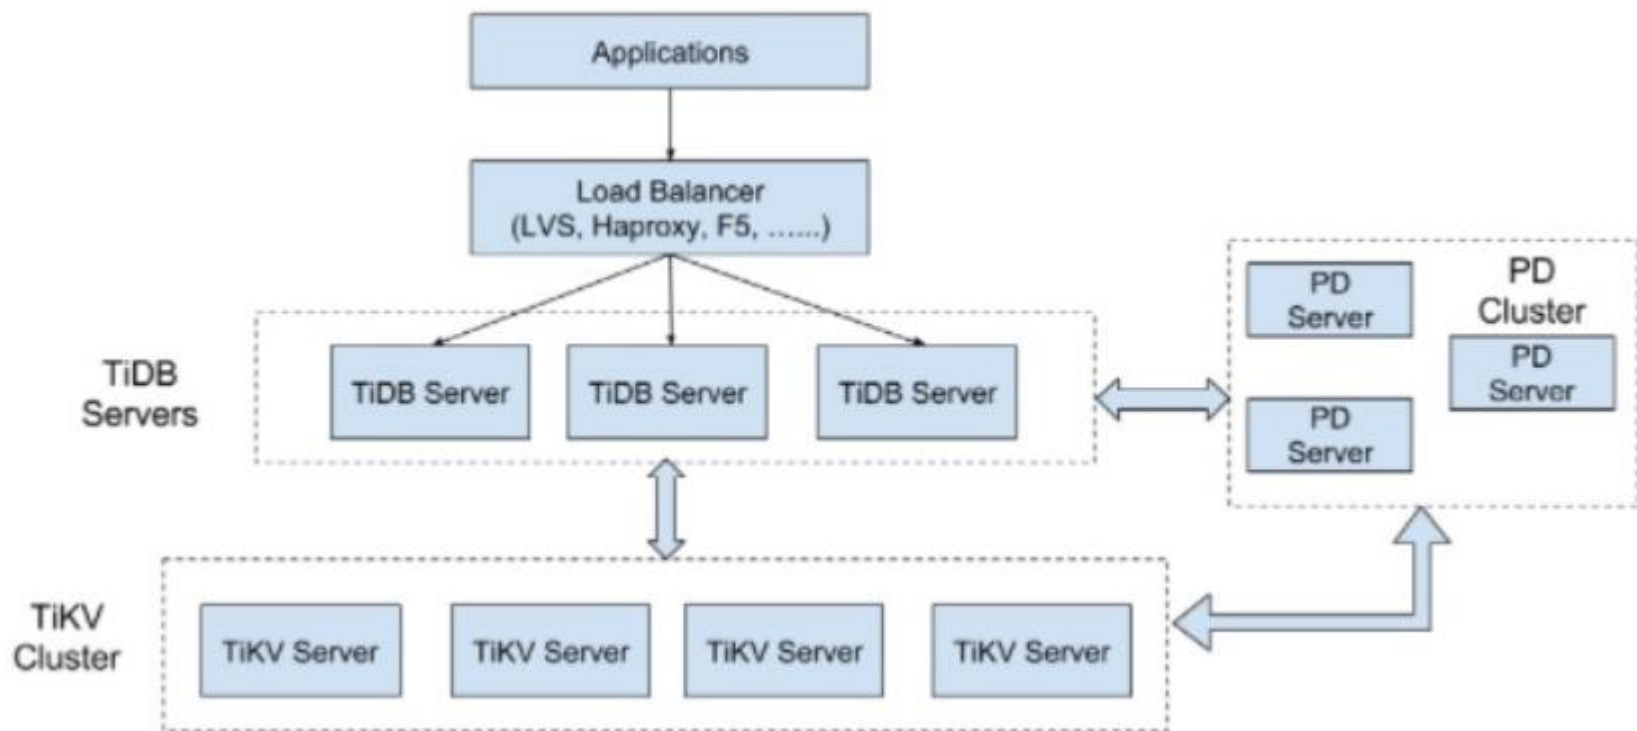 Applications
Load Balancer
(LVS, Haproxy, F5, …...)
PD
Server
PD
Cluster
PD
Server
PD
Server
TiDB
Servers
TiDB Server
TiDB Server
TiDB Server
TiKV
Cluster
TiKV Server
TiKV Server
TiKV Server
TiKV Server